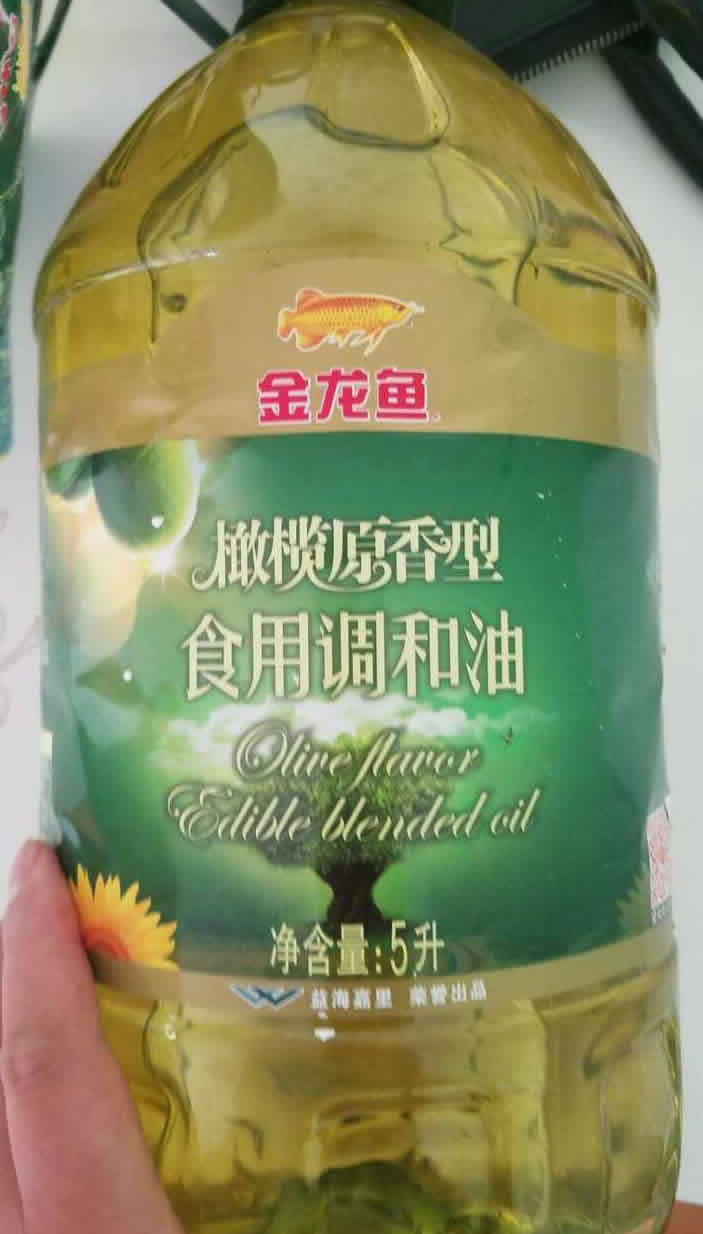 金龙鱼
橄榄原香型
食用调和油
Olive flavor
Edible blended oil
净含量:5升
益海嘉里 荣誉出品